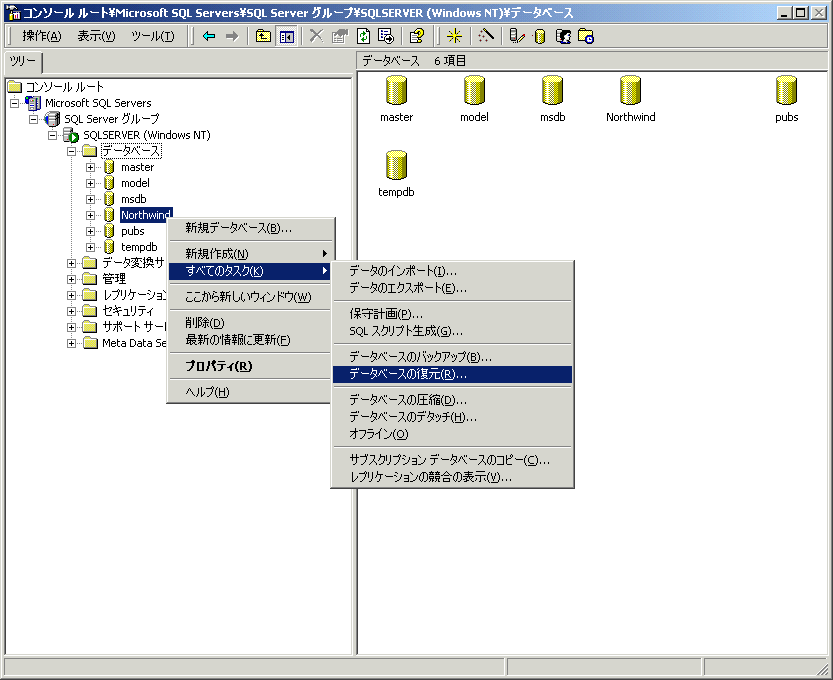 コンソール ルート¥Microsoft SQL Servers¥SQL Server グループ¥SQLSERVER (Windows NT)¥データベース
操作(A) 表示(V) ツール(T)
ツリー
データベース 6 項目
コンソール ルート
Microsoft SQL Servers
SQL Server グループ
SQLSERVER (Windows NT)
データベース
master
model
msdb
Northwind
pubs
tempdb
データ変換サ
管理
レプリケーション
セキュリティ
サポート サー
Meta Data Se
master
model
msdb
Northwind
pubs
tempdb
新規データベース(B)...
新規作成(N)
すべてのタスク(K)
ここから新しいウィンドウ(W)
削除(D)
最新の情報に更新(F)
プロパティ(R)
ヘルプ(H)
データのインポート(I)...
データのエクスポート(E)...
保守計画(P)...
SQL スクリプト生成(G)...
データベースのバックアップ(B)...
データベースの復元(R)...
データベースの圧縮(D)...
データベースのデタッチ(H)...
オフライン(O)
サブスクリプション データベースのコピー(C)...
レプリケーションの競合の表示(V)...